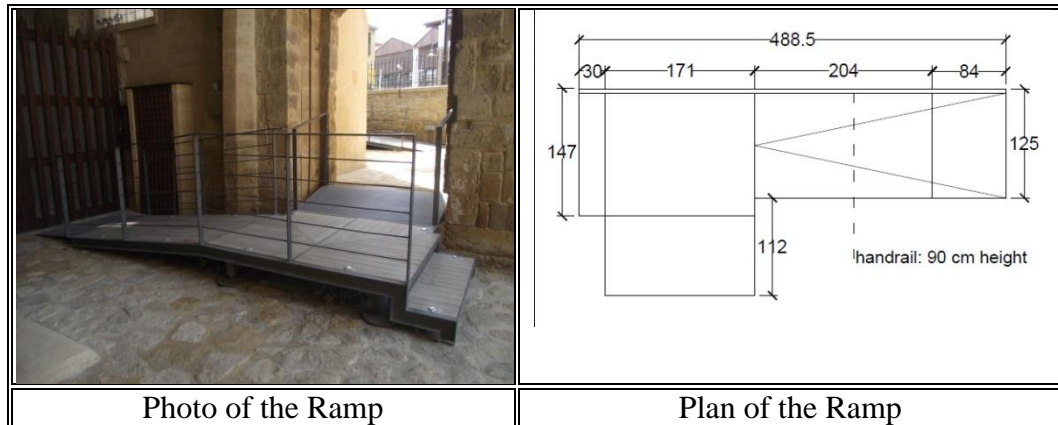 488.5
30 171 204 84
147
125
112
handrail: 90 cm height
Photo of the Ramp
Plan of the Ramp